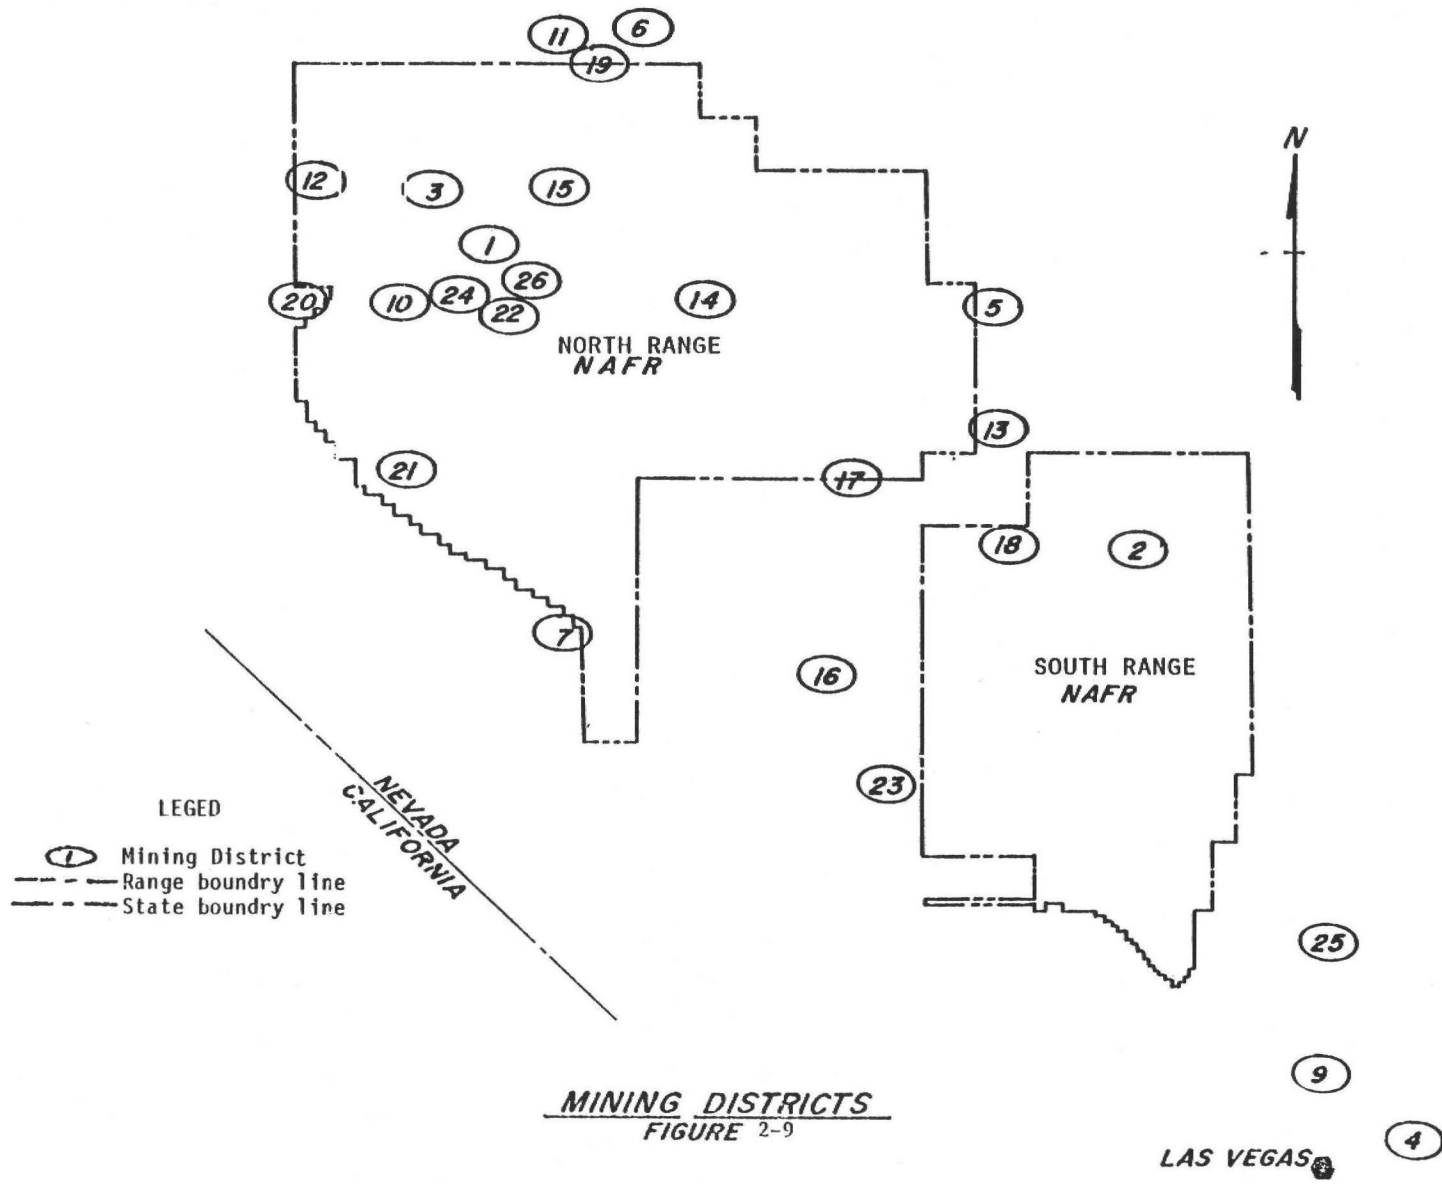 11 6
19
N
12 3 15
1
26
20 10 24 22 14 5
NORTH RANGE
NAFR
13
21 17
18 2
7
SOUTH RANGE
NAFR
16
23
NEVADA
CALIFORNIA
LEGED
1 Mining District
Range boundry line
State boundry line
25
9
MINING DISTRICTS
FIGURE 2-9
4
LAS VEGAS